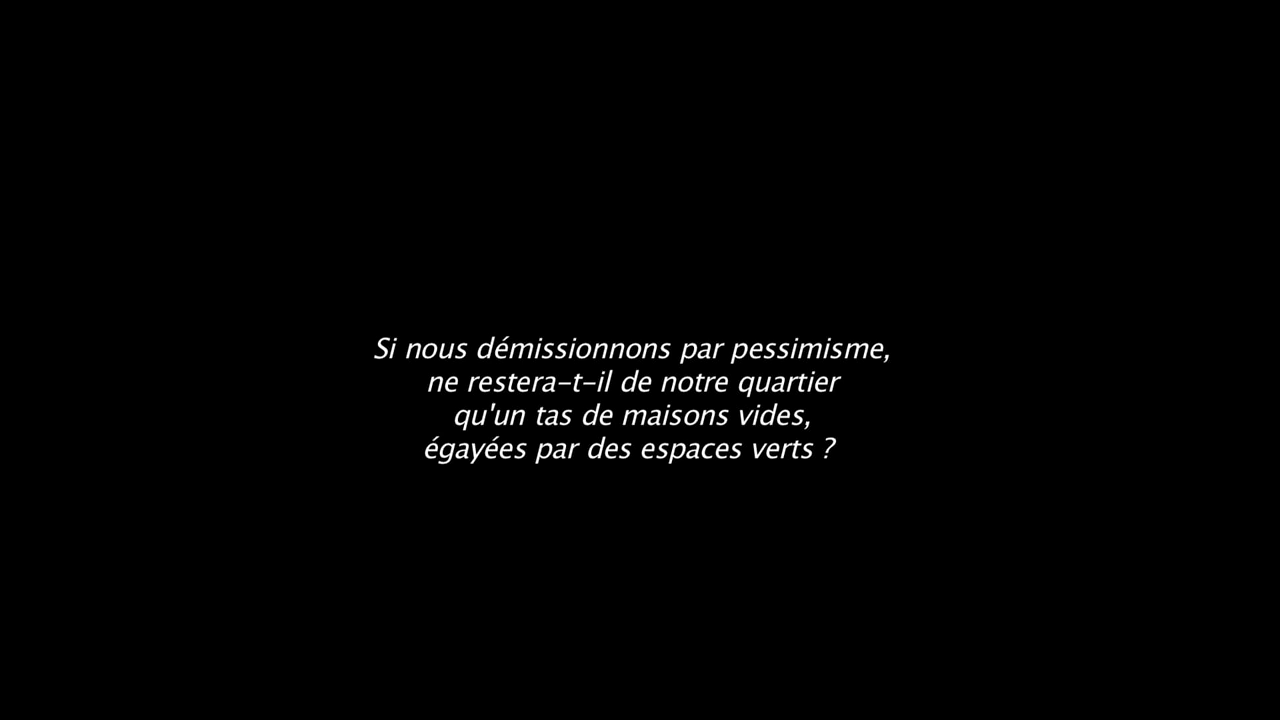 Si nous démissionnons par pessimisme,
ne restera-t-il de notre quartier
qu'un tas de maisons vides,
égayées par des espaces verts ?